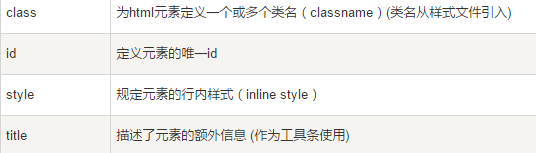 class 为html元素定义一个或多个类名（classname）(类名从样式文件引入)
id 定义元素的唯一id
style 规定元素的行内样式（inline style）
title 描述了元素的额外信息 (作为工具条使用)